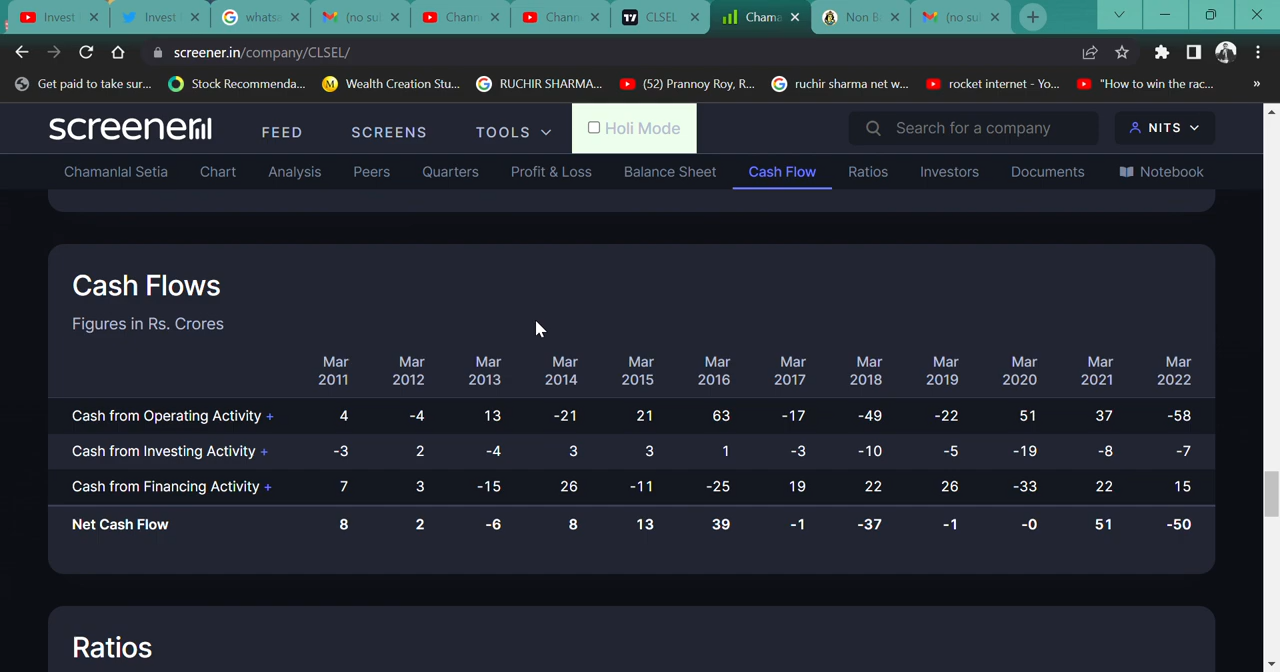 Invest
Invest
whats
(no su
Chann
Chann
CLSEL
Chama
Non B
(no su
screener.in/company/CLSEL/
Get paid to take sur...
Stock Recommenda...
Wealth Creation Stu...
RUCHIR SHARMA...
(52) Prannoy Roy, R...
ruchir sharma net w...
rocket internet - Yo...
"How to win the rac...
»
screener
FEED
SCREENS
TOOLS
Holi Mode
Search for a company
NITS
Chamanlal Setia
Chart
Analysis
Peers
Quarters
Profit & Loss
Balance Sheet
Cash Flow
Ratios
Investors
Documents
Notebook
Cash Flows
Figures in Rs. Crores
Mar 2011 Mar 2012 Mar 2013 Mar 2014 Mar 2015 Mar 2016 Mar 2017 Mar 2018 Mar 2019 Mar 2020 Mar 2021 Mar 2022
Cash from Operating Activity + 4 -4 13 -21 21 63 -17 -49 -22 51 37 -58
Cash from Investing Activity + -3 2 -4 3 3 1 -3 -10 -5 -19 -8 -7
Cash from Financing Activity + 7 3 -15 26 -11 -25 19 22 26 -33 22 15
Net Cash Flow 8 2 -6 8 13 39 -1 -37 -1 -0 51 -50
Ratios